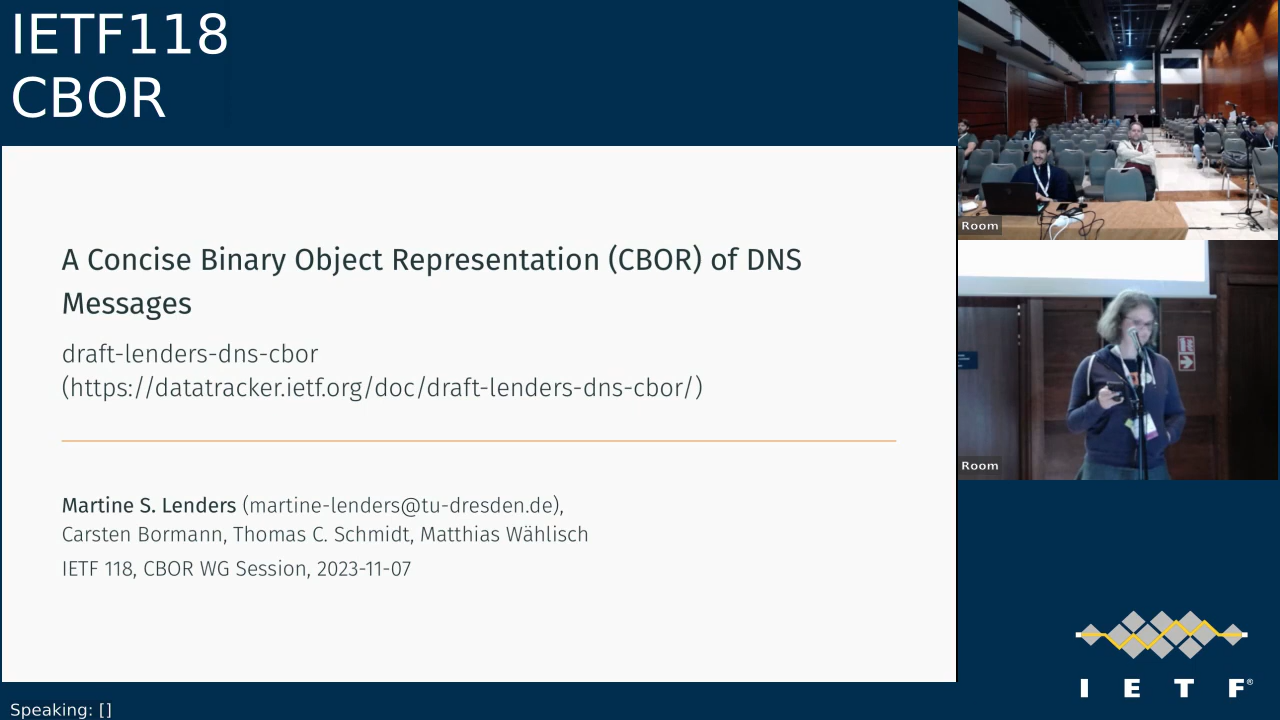 IETF118
CBOR
A Concise Binary Object Representation (CBOR) of DNS
Messages
draft-lenders-dns-cbor
(https://datatracker.ietf.org/doc/draft-lenders-dns-cbor/)
Martine S. Lenders (martine-lenders@tu-dresden.de),
Carsten Bormann, Thomas C. Schmidt, Matthias Wählisch
IETF 118, CBOR WG Session, 2023-11-07
Room
Room
I E T F®
Speaking: []